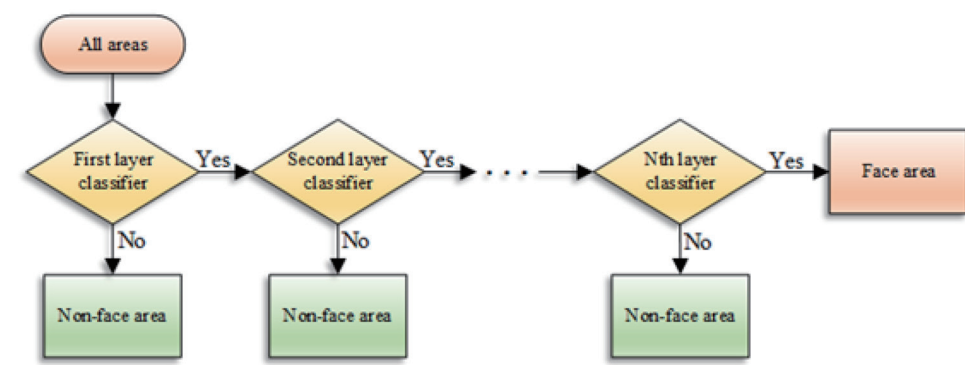 All areas
First layer
classifier
Yes
Second layer
classifier
Yes
. . .
Nth layer
classifier
Yes
Face area
No
No
No
Non-face area
Non-face area
Non-face area